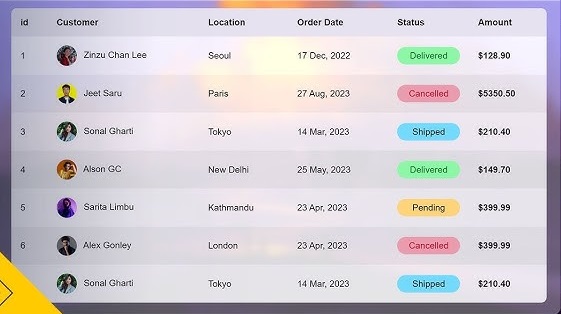 id Customer Location Order Date Status Amount
1 Zinzu Chan Lee Seoul 17 Dec, 2022 Delivered $128.90
2 Jeet Saru Paris 27 Aug, 2023 Cancelled $5350.50
3 Sonal Gharti Tokyo 14 Mar, 2023 Shipped $210.40
4 Alson GC New Delhi 25 May, 2023 Delivered $149.70
5 Sarita Limbu Kathmandu 23 Apr, 2023 Pending $399.99
6 Alex Gonley London 23 Apr, 2023 Cancelled $399.99
Sonal Gharti Tokyo 14 Mar, 2023 Shipped $210.40